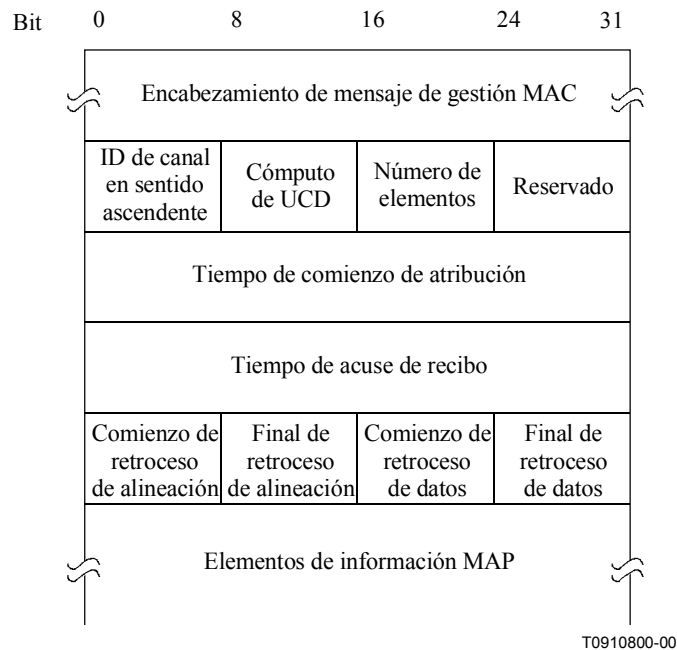 Bit 0 8 16 24 31
Encabezamiento de mensaje de gestión MAC
ID de canal
en sentido
ascendente
Cómputo
de UCD
Número de
elementos
Reservado
Tiempo de comienzo de atribución
Tiempo de acuse de recibo
Comienzo de
retroceso
de alineación
Final de
retroceso
de alineación
Comienzo de
retroceso
de datos
Final de
retroceso
de datos
Elementos de información MAP
T0910800-00